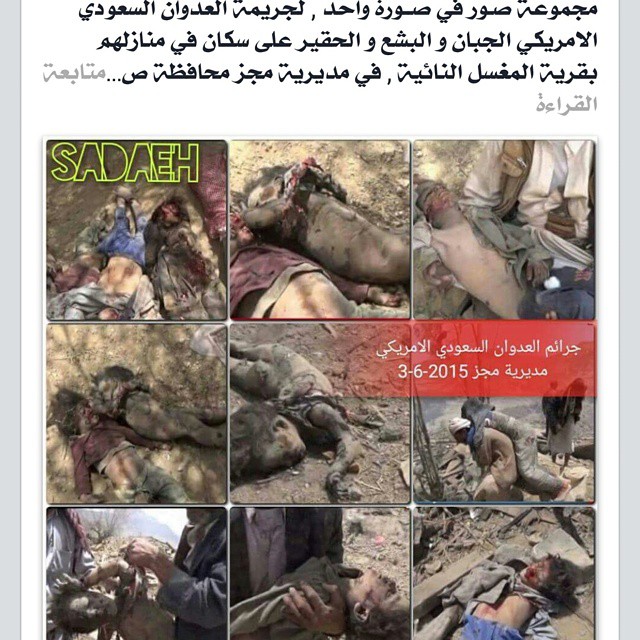 مجموعة صور في صورة واحد , لجريمة العدوان السعودي
الامريكي الجبان و البشع و الحقير على سكان في منازلهم
بقرية المغسل النائية , في مديرية مجز محافظة ص...متابعة
القراءة
SADAEH
جرائم العدوان السعودي الامريكي
مديرية مجز 2015-6-3